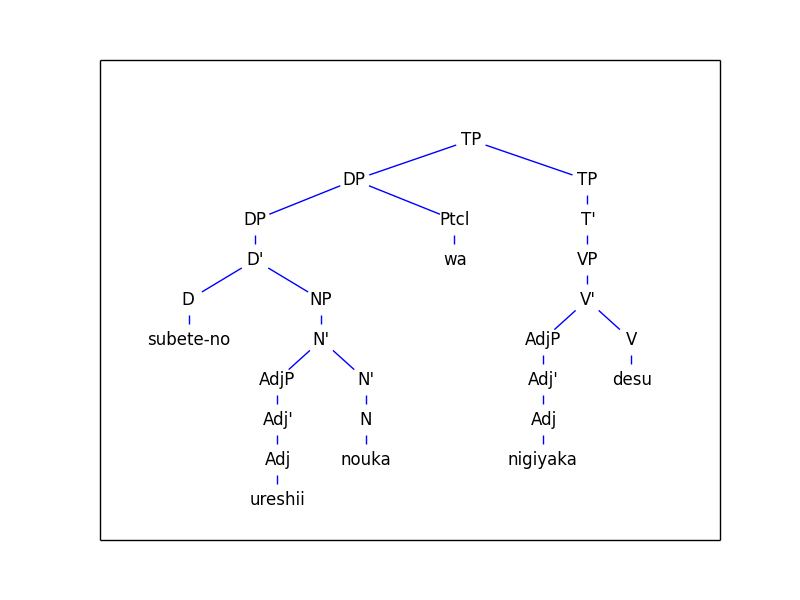 TP
DP TP
DP Ptcl T'
D' wa VP
D NP V'
subete-no N' AdjP V
AdjP N' Adj' desu
Adj' N Adj
Adj nouka nigiyaka
ureshii